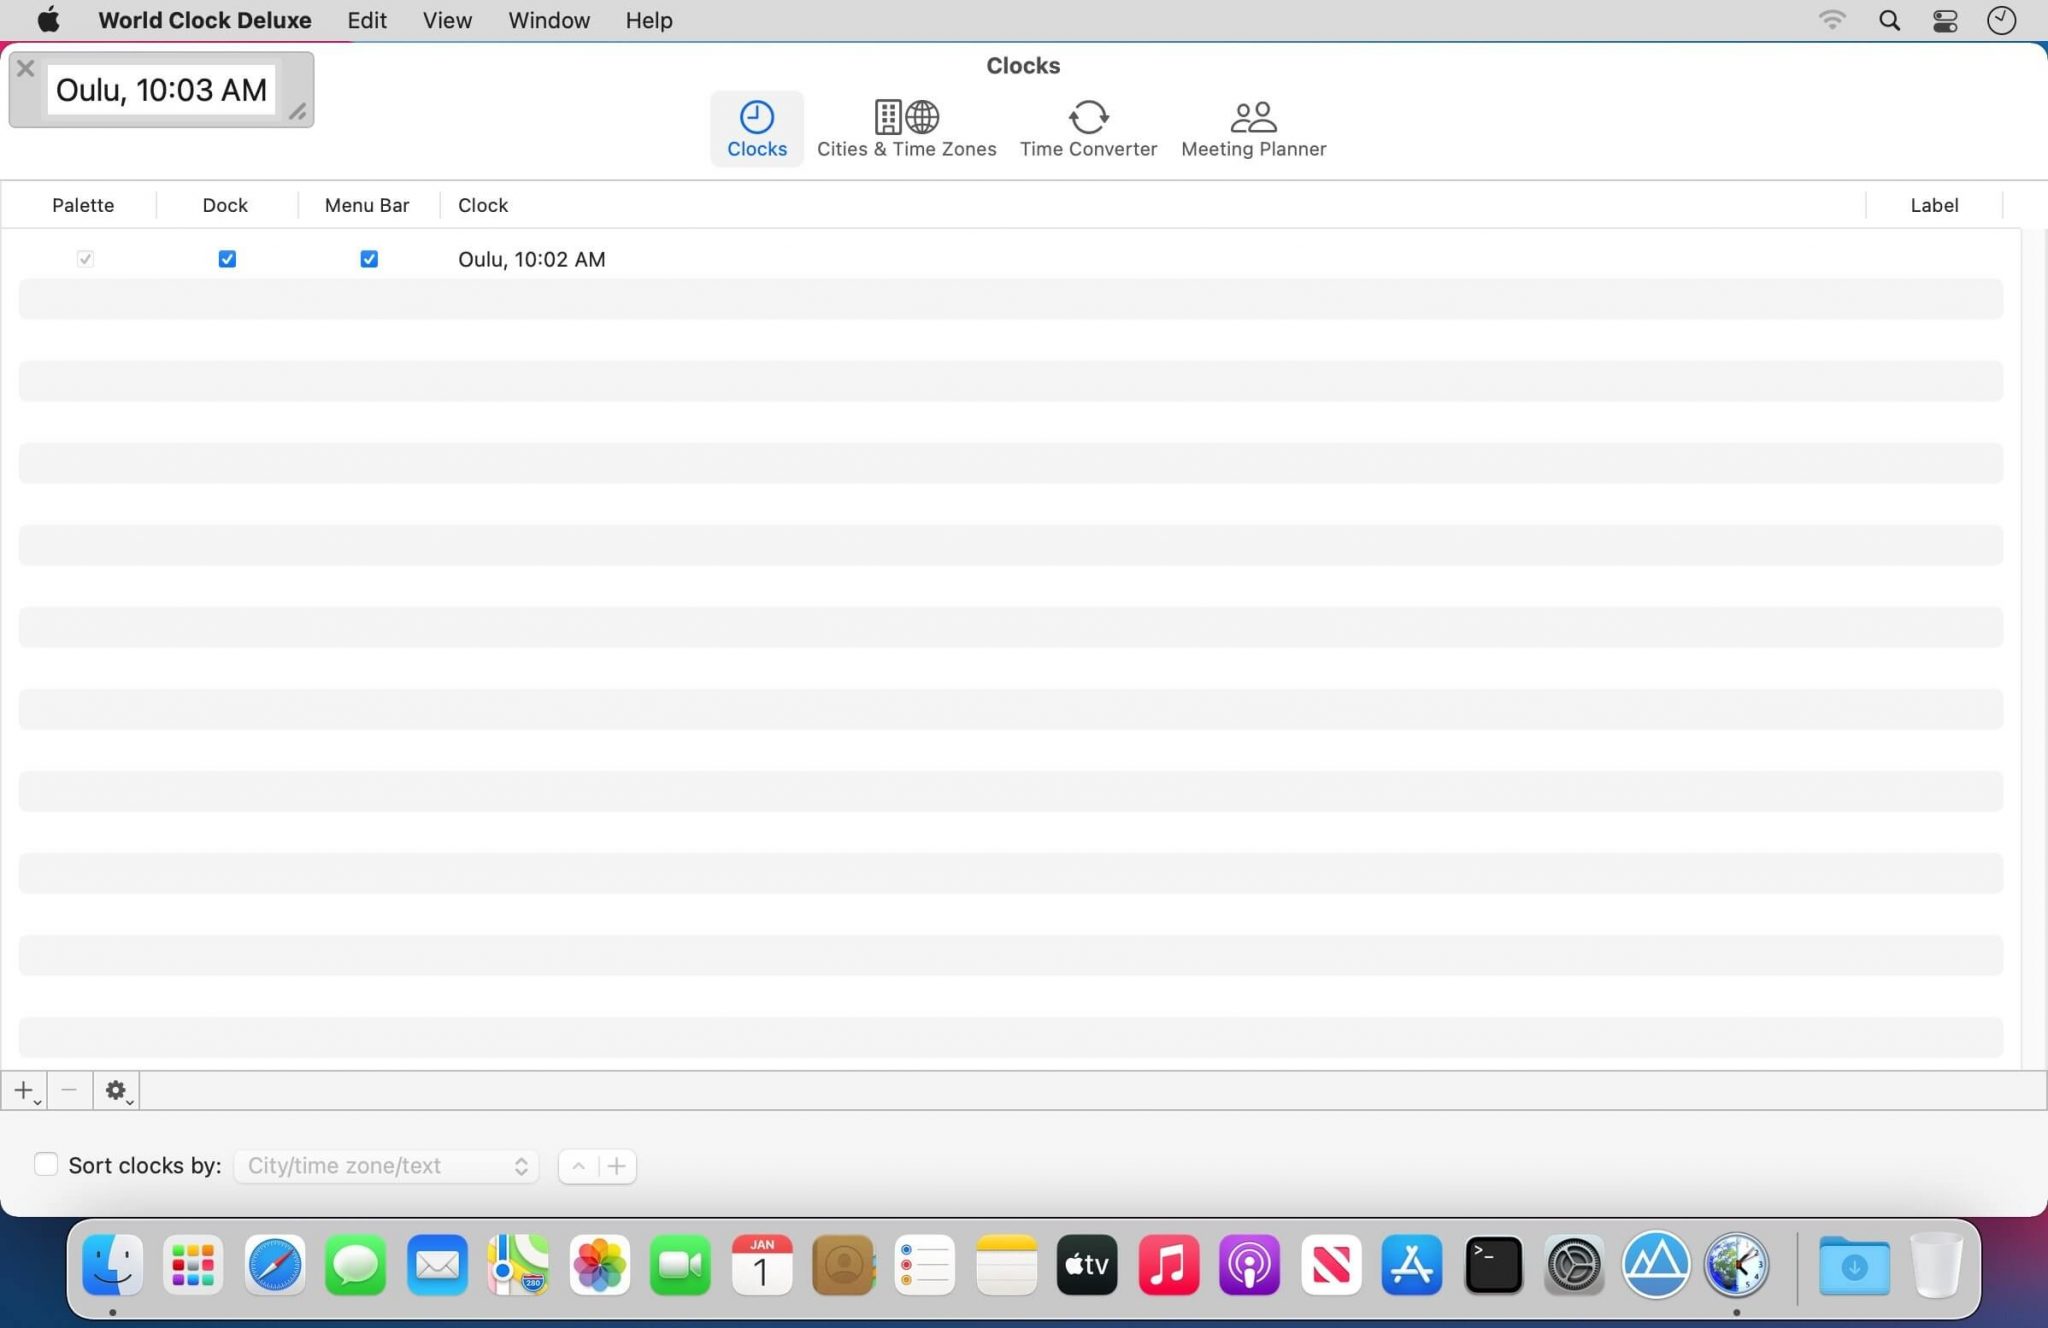 World Clock Deluxe Edit View Window Help
Oulu, 10:03 AM
Clocks
Clocks
Cities & Time Zones
Time Converter
Meeting Planner
Palette Dock Menu Bar Clock Label
Oulu, 10:02 AM
Sort clocks by: City/time zone/text
JAN
1
280
tv
>_